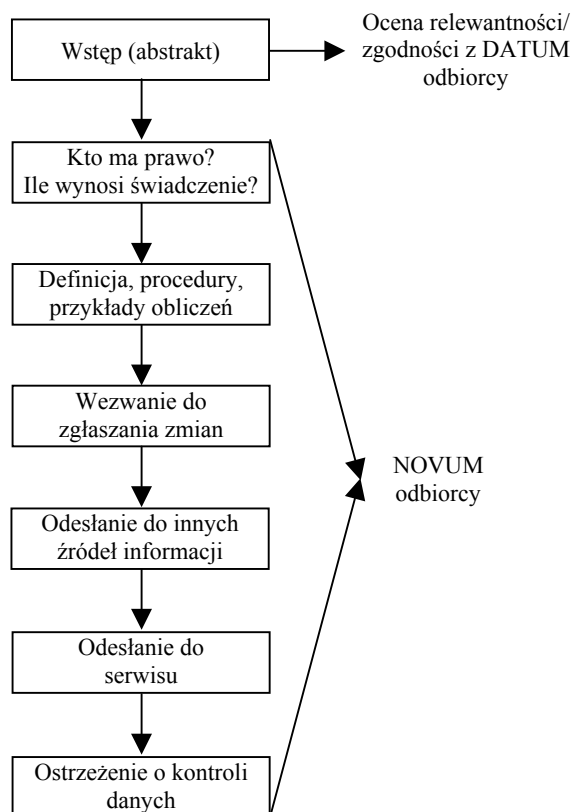 Wstęp (abstrakt)
Ocena relewantności/
zgodności z DATUM
odbiorcy
Kto ma prawo?
Ile wynosi świadczenie?
Definicja, procedury,
przykłady obliczeń
Wezwanie do
zgłaszania zmian
NOVUM
odbiorcy
Odesłanie do innych
źródeł informacji
Odesłanie do
serwisu
Ostrzeżenie o kontroli
danych